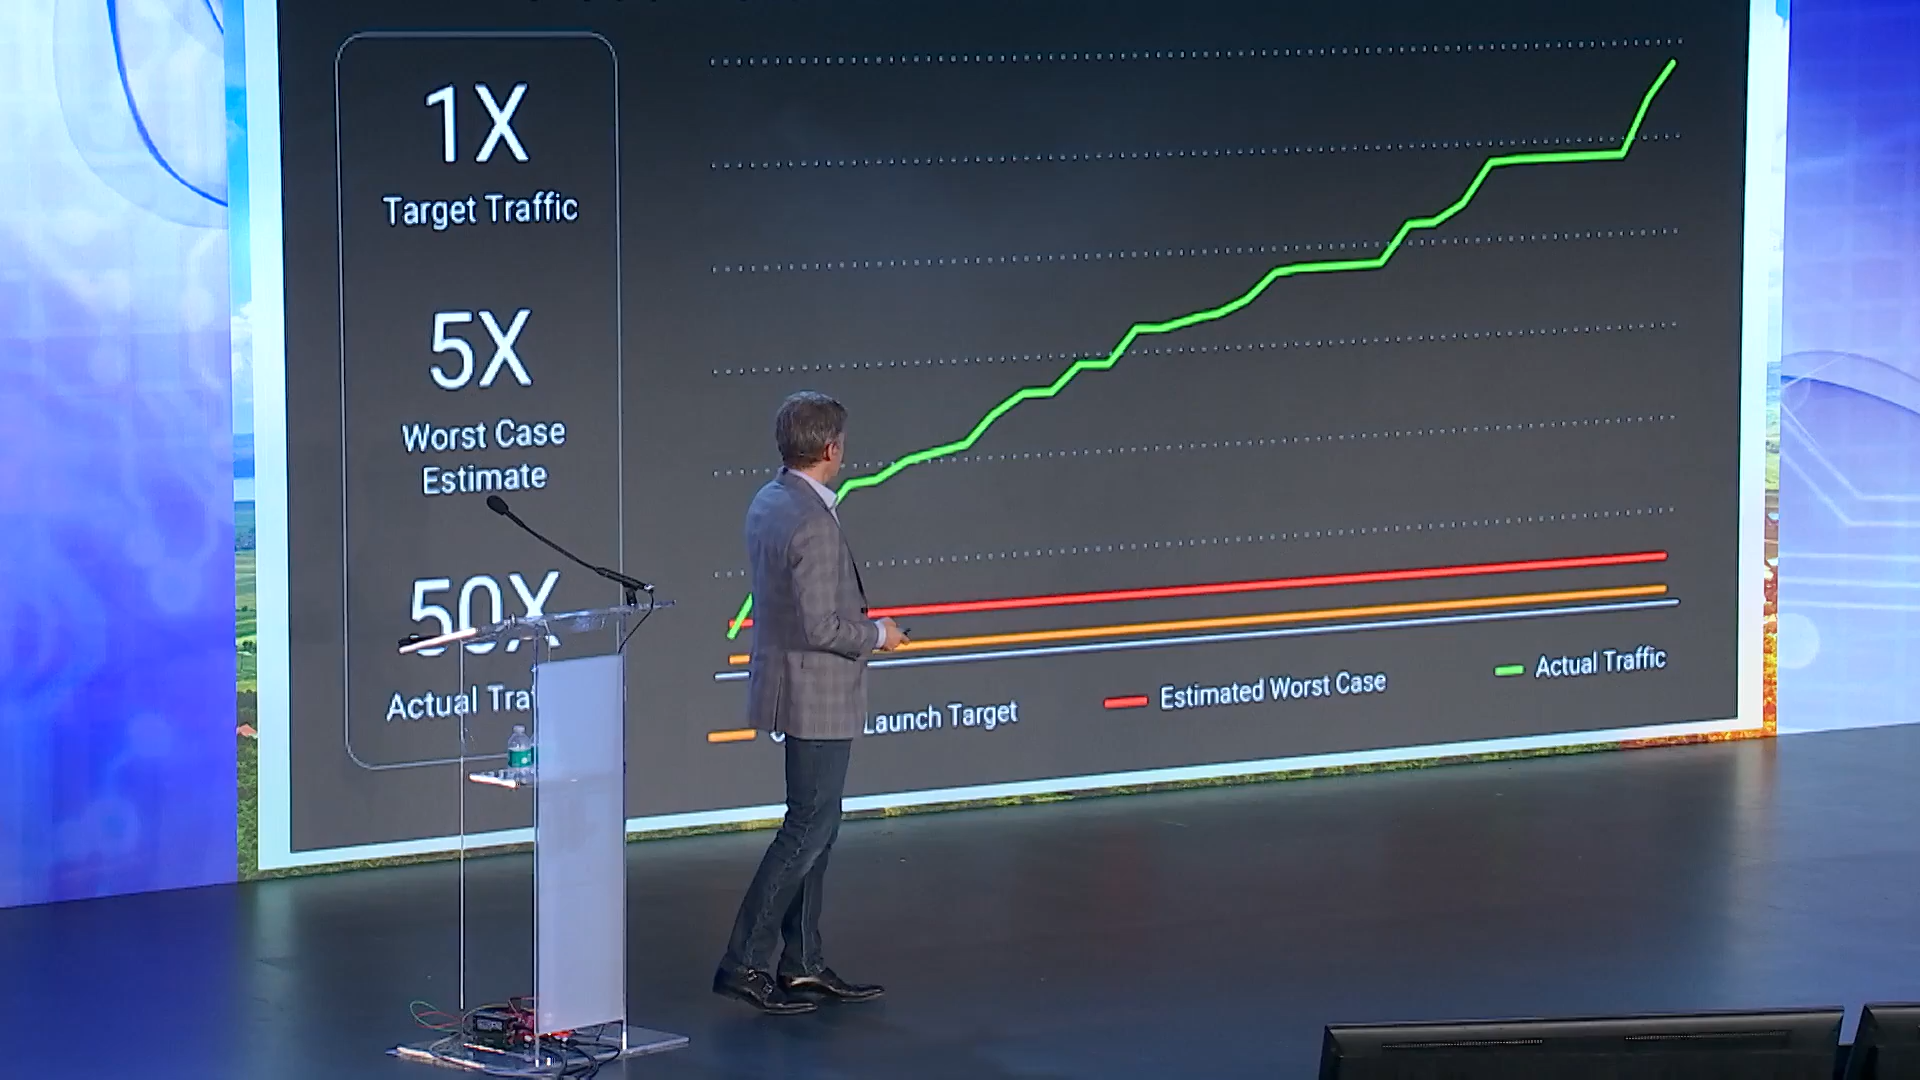 1X
Target Traffic
5X
Worst Case
Estimate
50X
Actual
Launch Target
Estimated Worst Case
Actual Traffic